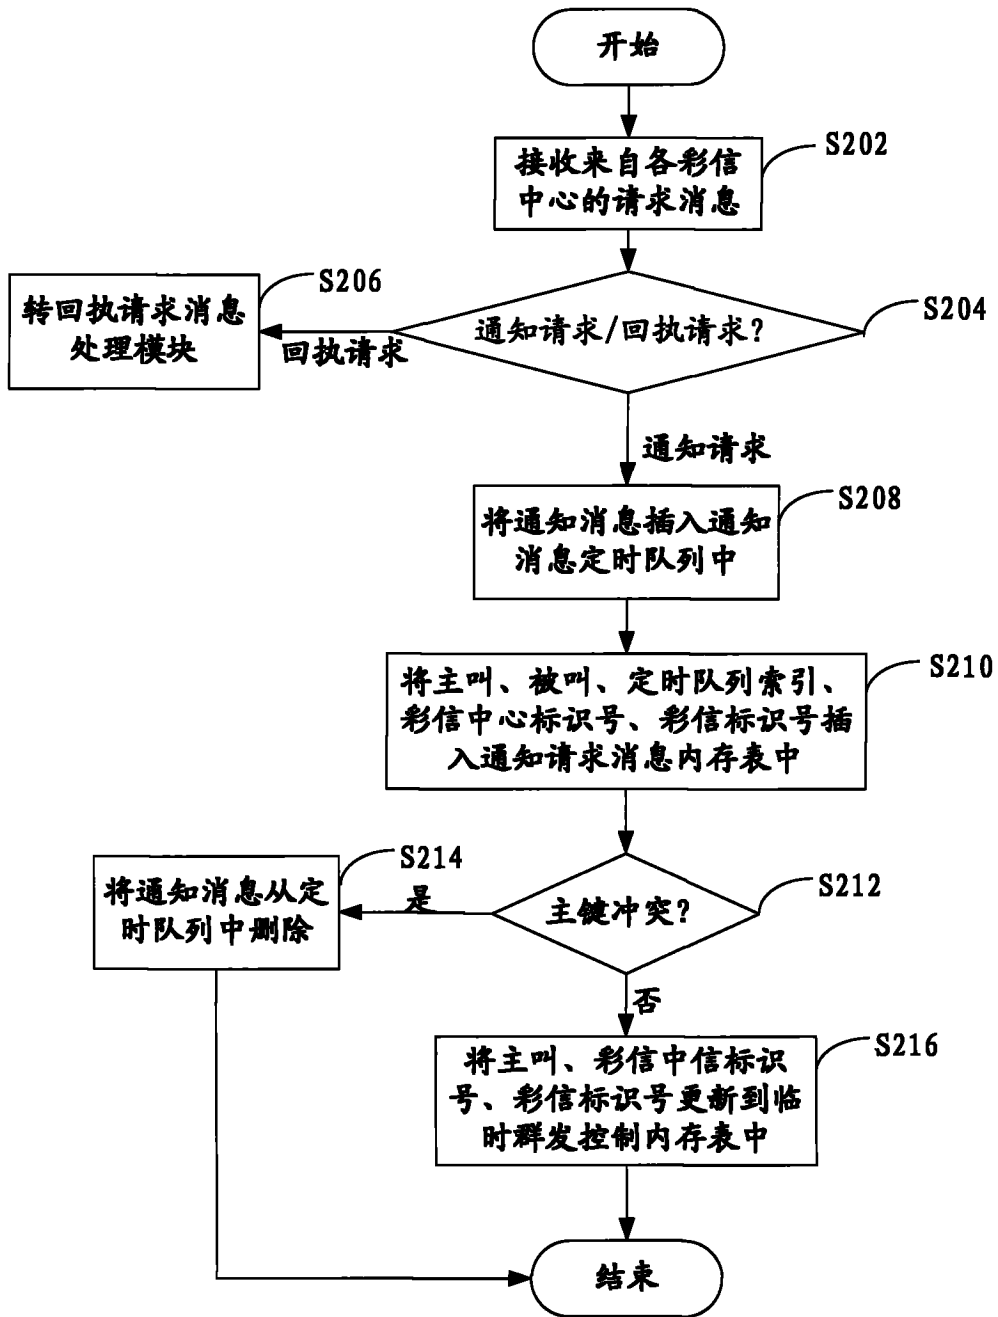 开始
S202
接收来自各彩信
中心的请求消息
S204
通知请求/回执请求?
S206
转回执请求消息
处理模块
回执请求
通知请求
S208
将通知消息插入通知
消息定时队列中
S210
将主叫、被叫、定时队列索引、
彩信中心标识号、彩信标识号插
入通知请求消息内存表中
S212
主键冲突?
S214
是
将通知消息从定
时队列中删除
否
S216
将主叫、彩信中信标识
号、彩信标识号更新到临
时群发控制内存表中
结束